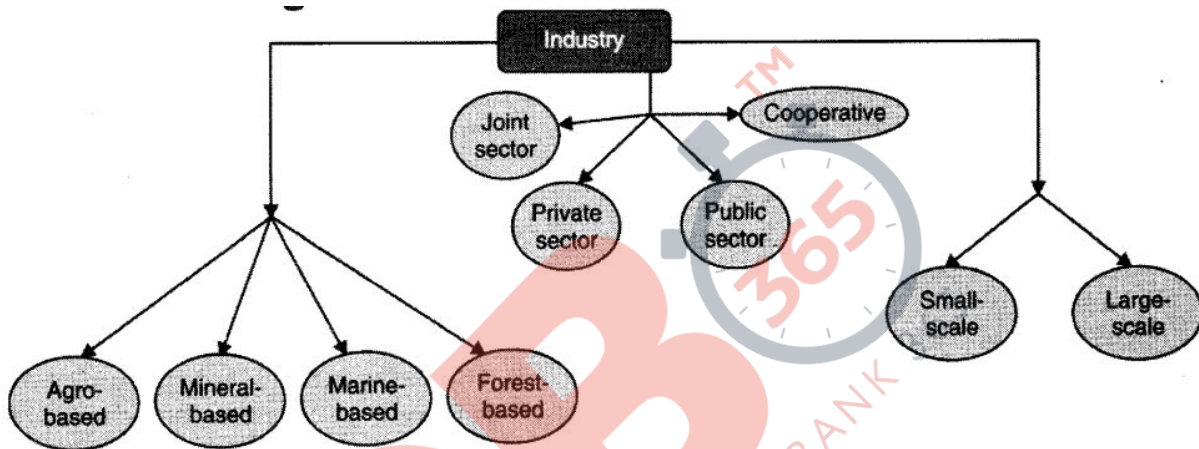 Industry
Joint
sector
Cooperative
Private
sector
Public
sector
Small-
scale
Large-
scale
Agro-
based
Mineral-
based
Marine-
based
Forest-
based
365
TM
BANK